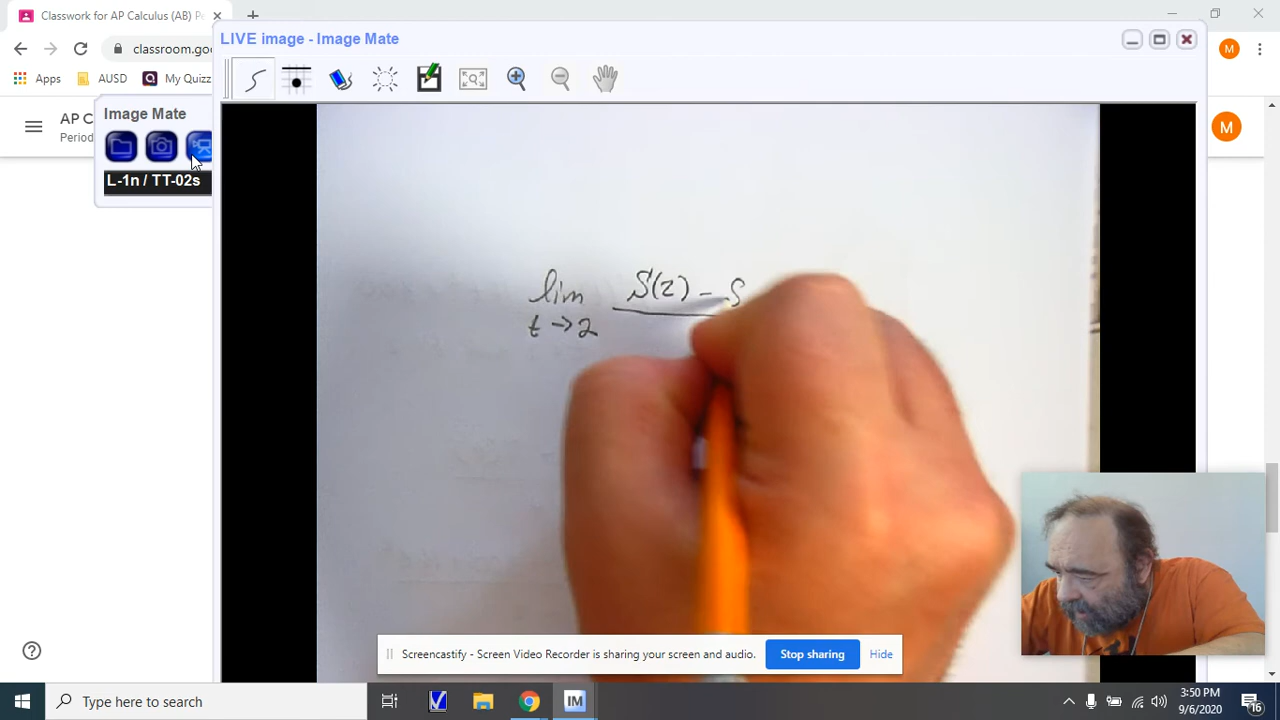 Classwork for AP Calculus (AB) Pe
classroom.goo
M
Apps
AUSD
My Quizz
LIVE image - Image Mate
AP C
Period
M
Image Mate
L-1n / TT-02s
lim S(2) - S
t → 2
Screencastify - Screen Video Recorder is sharing your screen and audio.
Stop sharing
Hide
Type here to search
IM
3:50 PM
9/6/2020
16